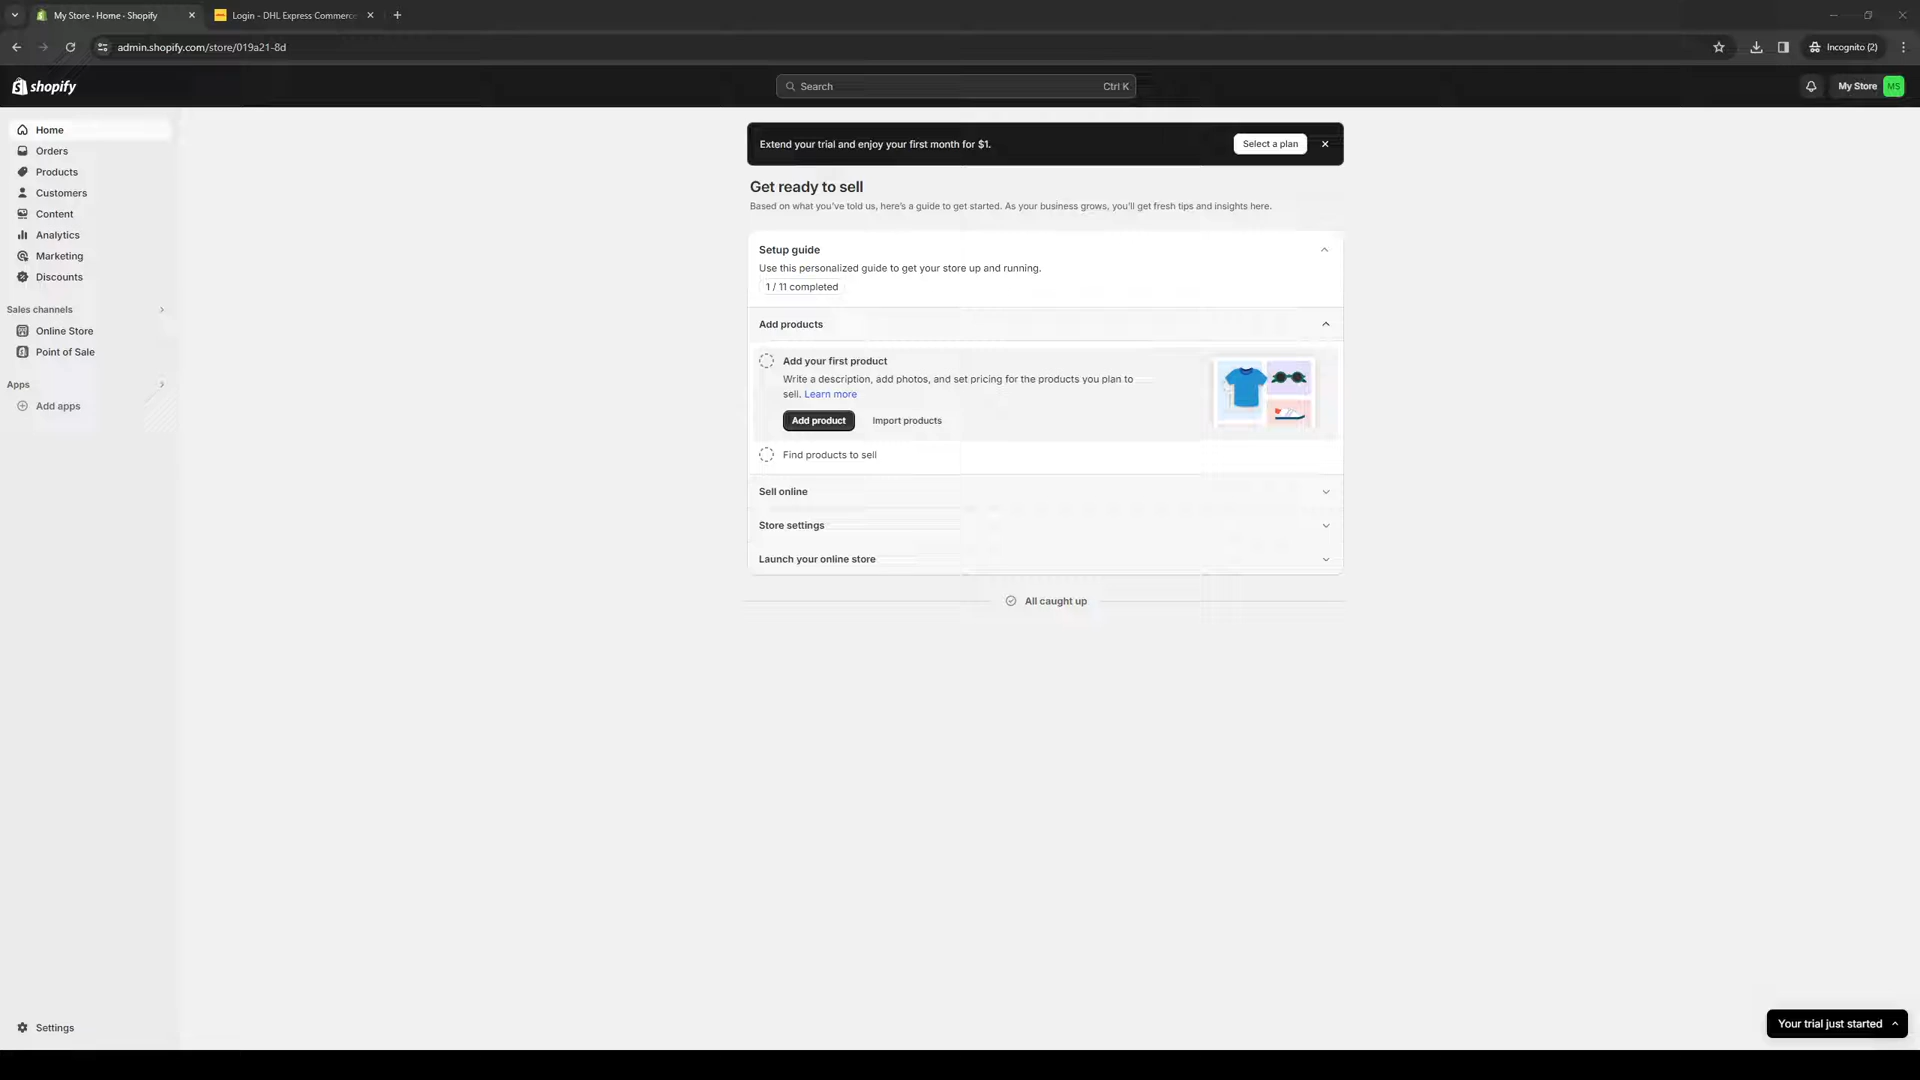 My Store · Home · Shopify
Login - DHL Express Commerce
admin.shopify.com/store/019a21-8d
Incognito (2)
shopify
Search
Ctrl K
My Store
MS
Home
Orders
Products
Customers
Content
Analytics
Marketing
Discounts
Sales channels
Online Store
Point of Sale
Apps
Add apps
Settings
Extend your trial and enjoy your first month for $1.
Select a plan
Get ready to sell
Based on what you've told us, here's a guide to get started. As your business grows, you'll get fresh tips and insights here.
Setup guide
Use this personalized guide to get your store up and running.
1 / 11 completed
Add products
Add your first product
Write a description, add photos, and set pricing for the products you plan to
sell. Learn more
Add product
Import products
Find products to sell
Sell online
Store settings
Launch your online store
All caught up
Your trial just started